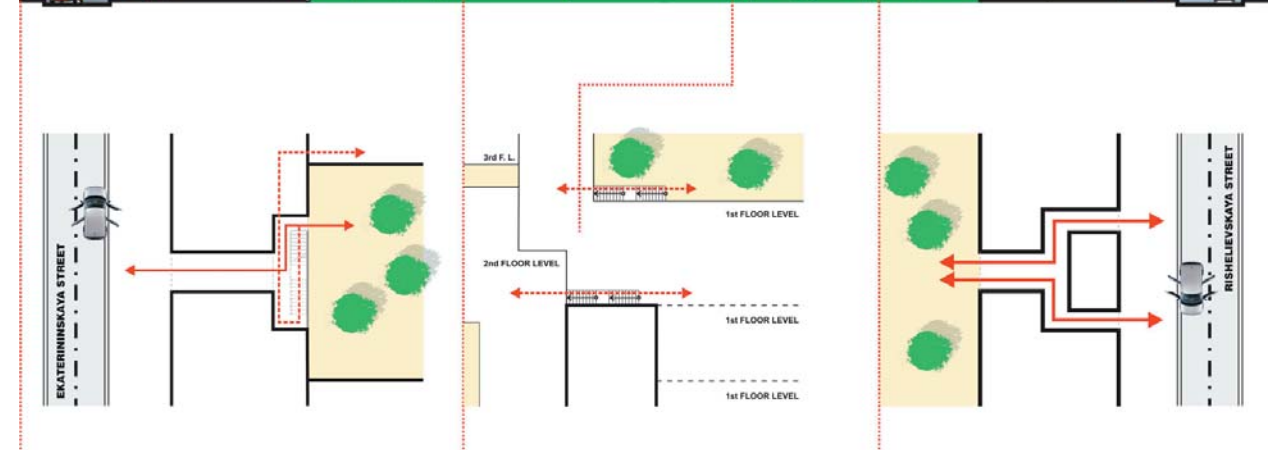 EKATERININSKAYA STREET
3rd F. L.
1st FLOOR LEVEL
2nd FLOOR LEVEL
1st FLOOR LEVEL
1st FLOOR LEVEL
RISHELIEVSKAYA STREET